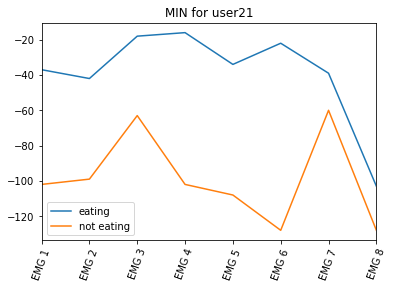 MIN for user21
−20
−40
−60
−80
−100
−120
eating
not eating
EMG 1
EMG 2
EMG 3
EMG 4
EMG 5
EMG 6
EMG 7
EMG 8